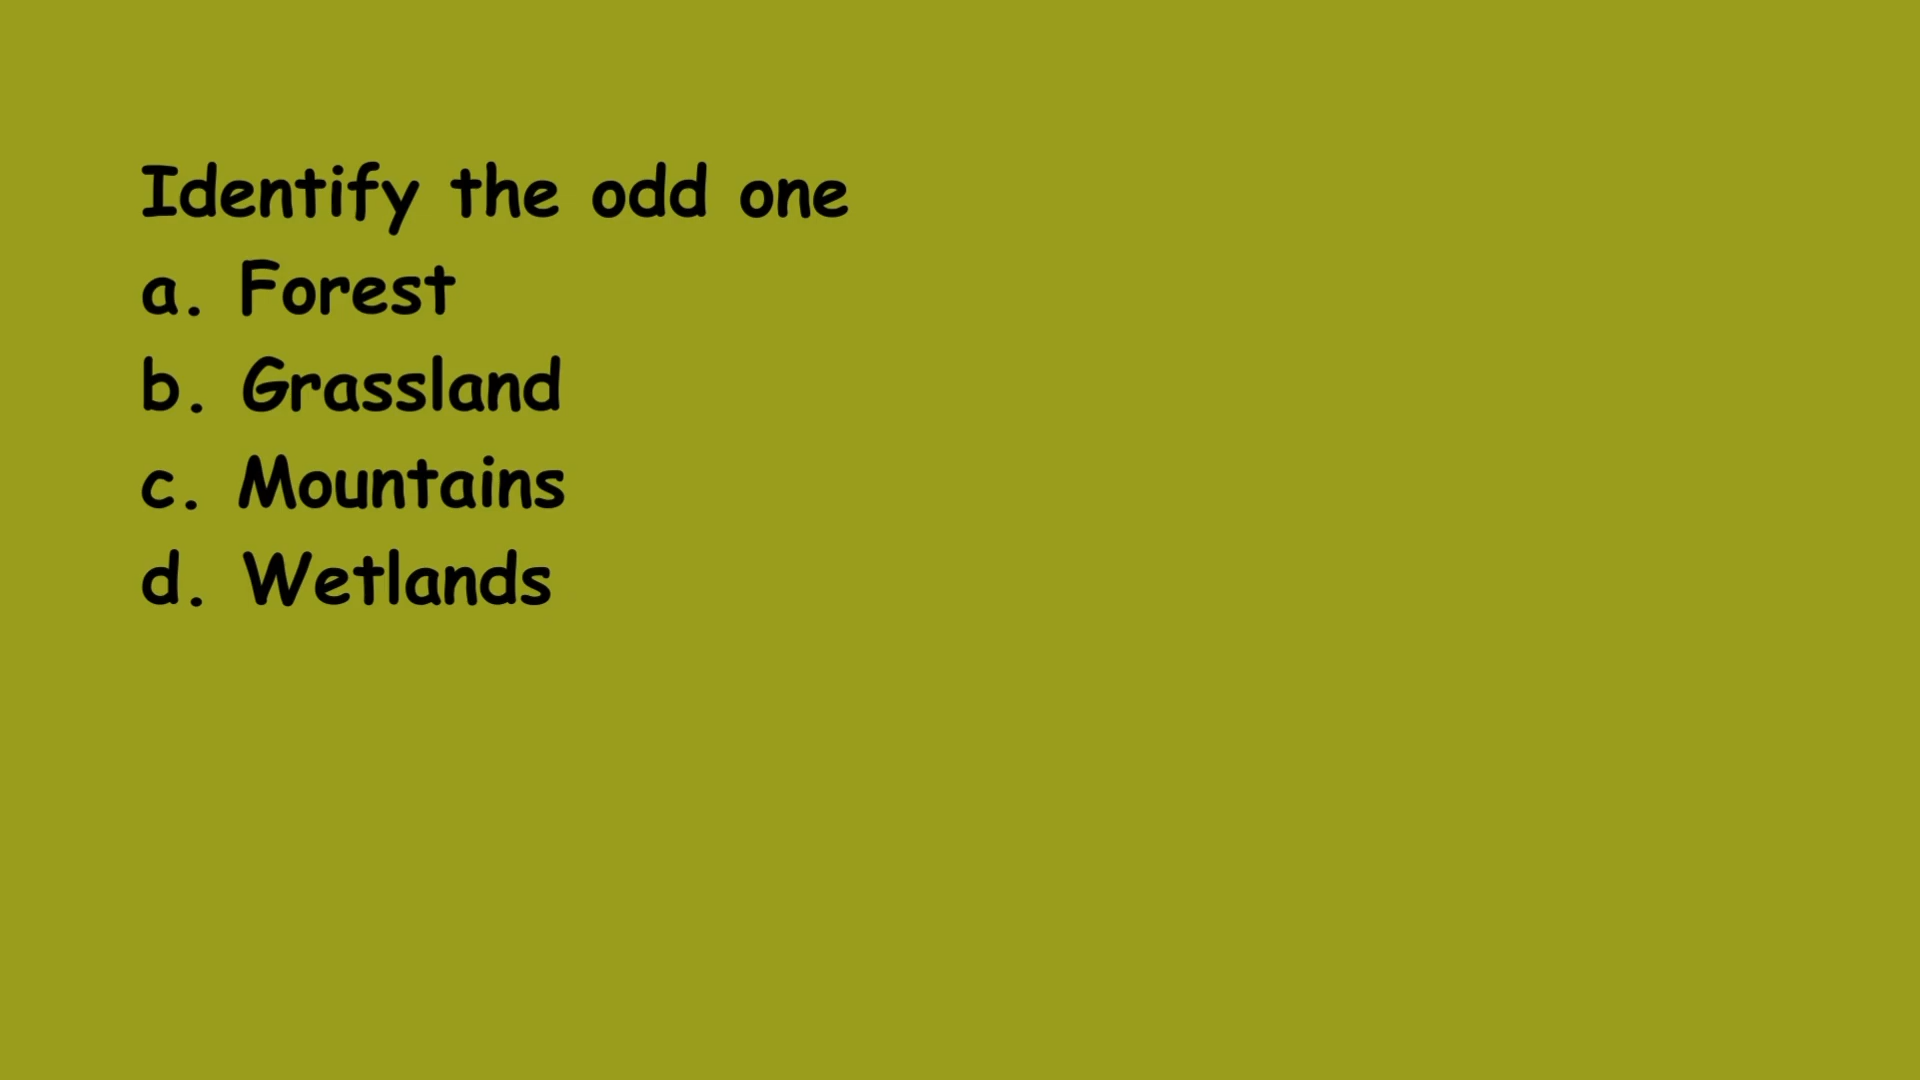 Identify the odd one
a. Forest
b. Grassland
c. Mountains
d. Wetlands